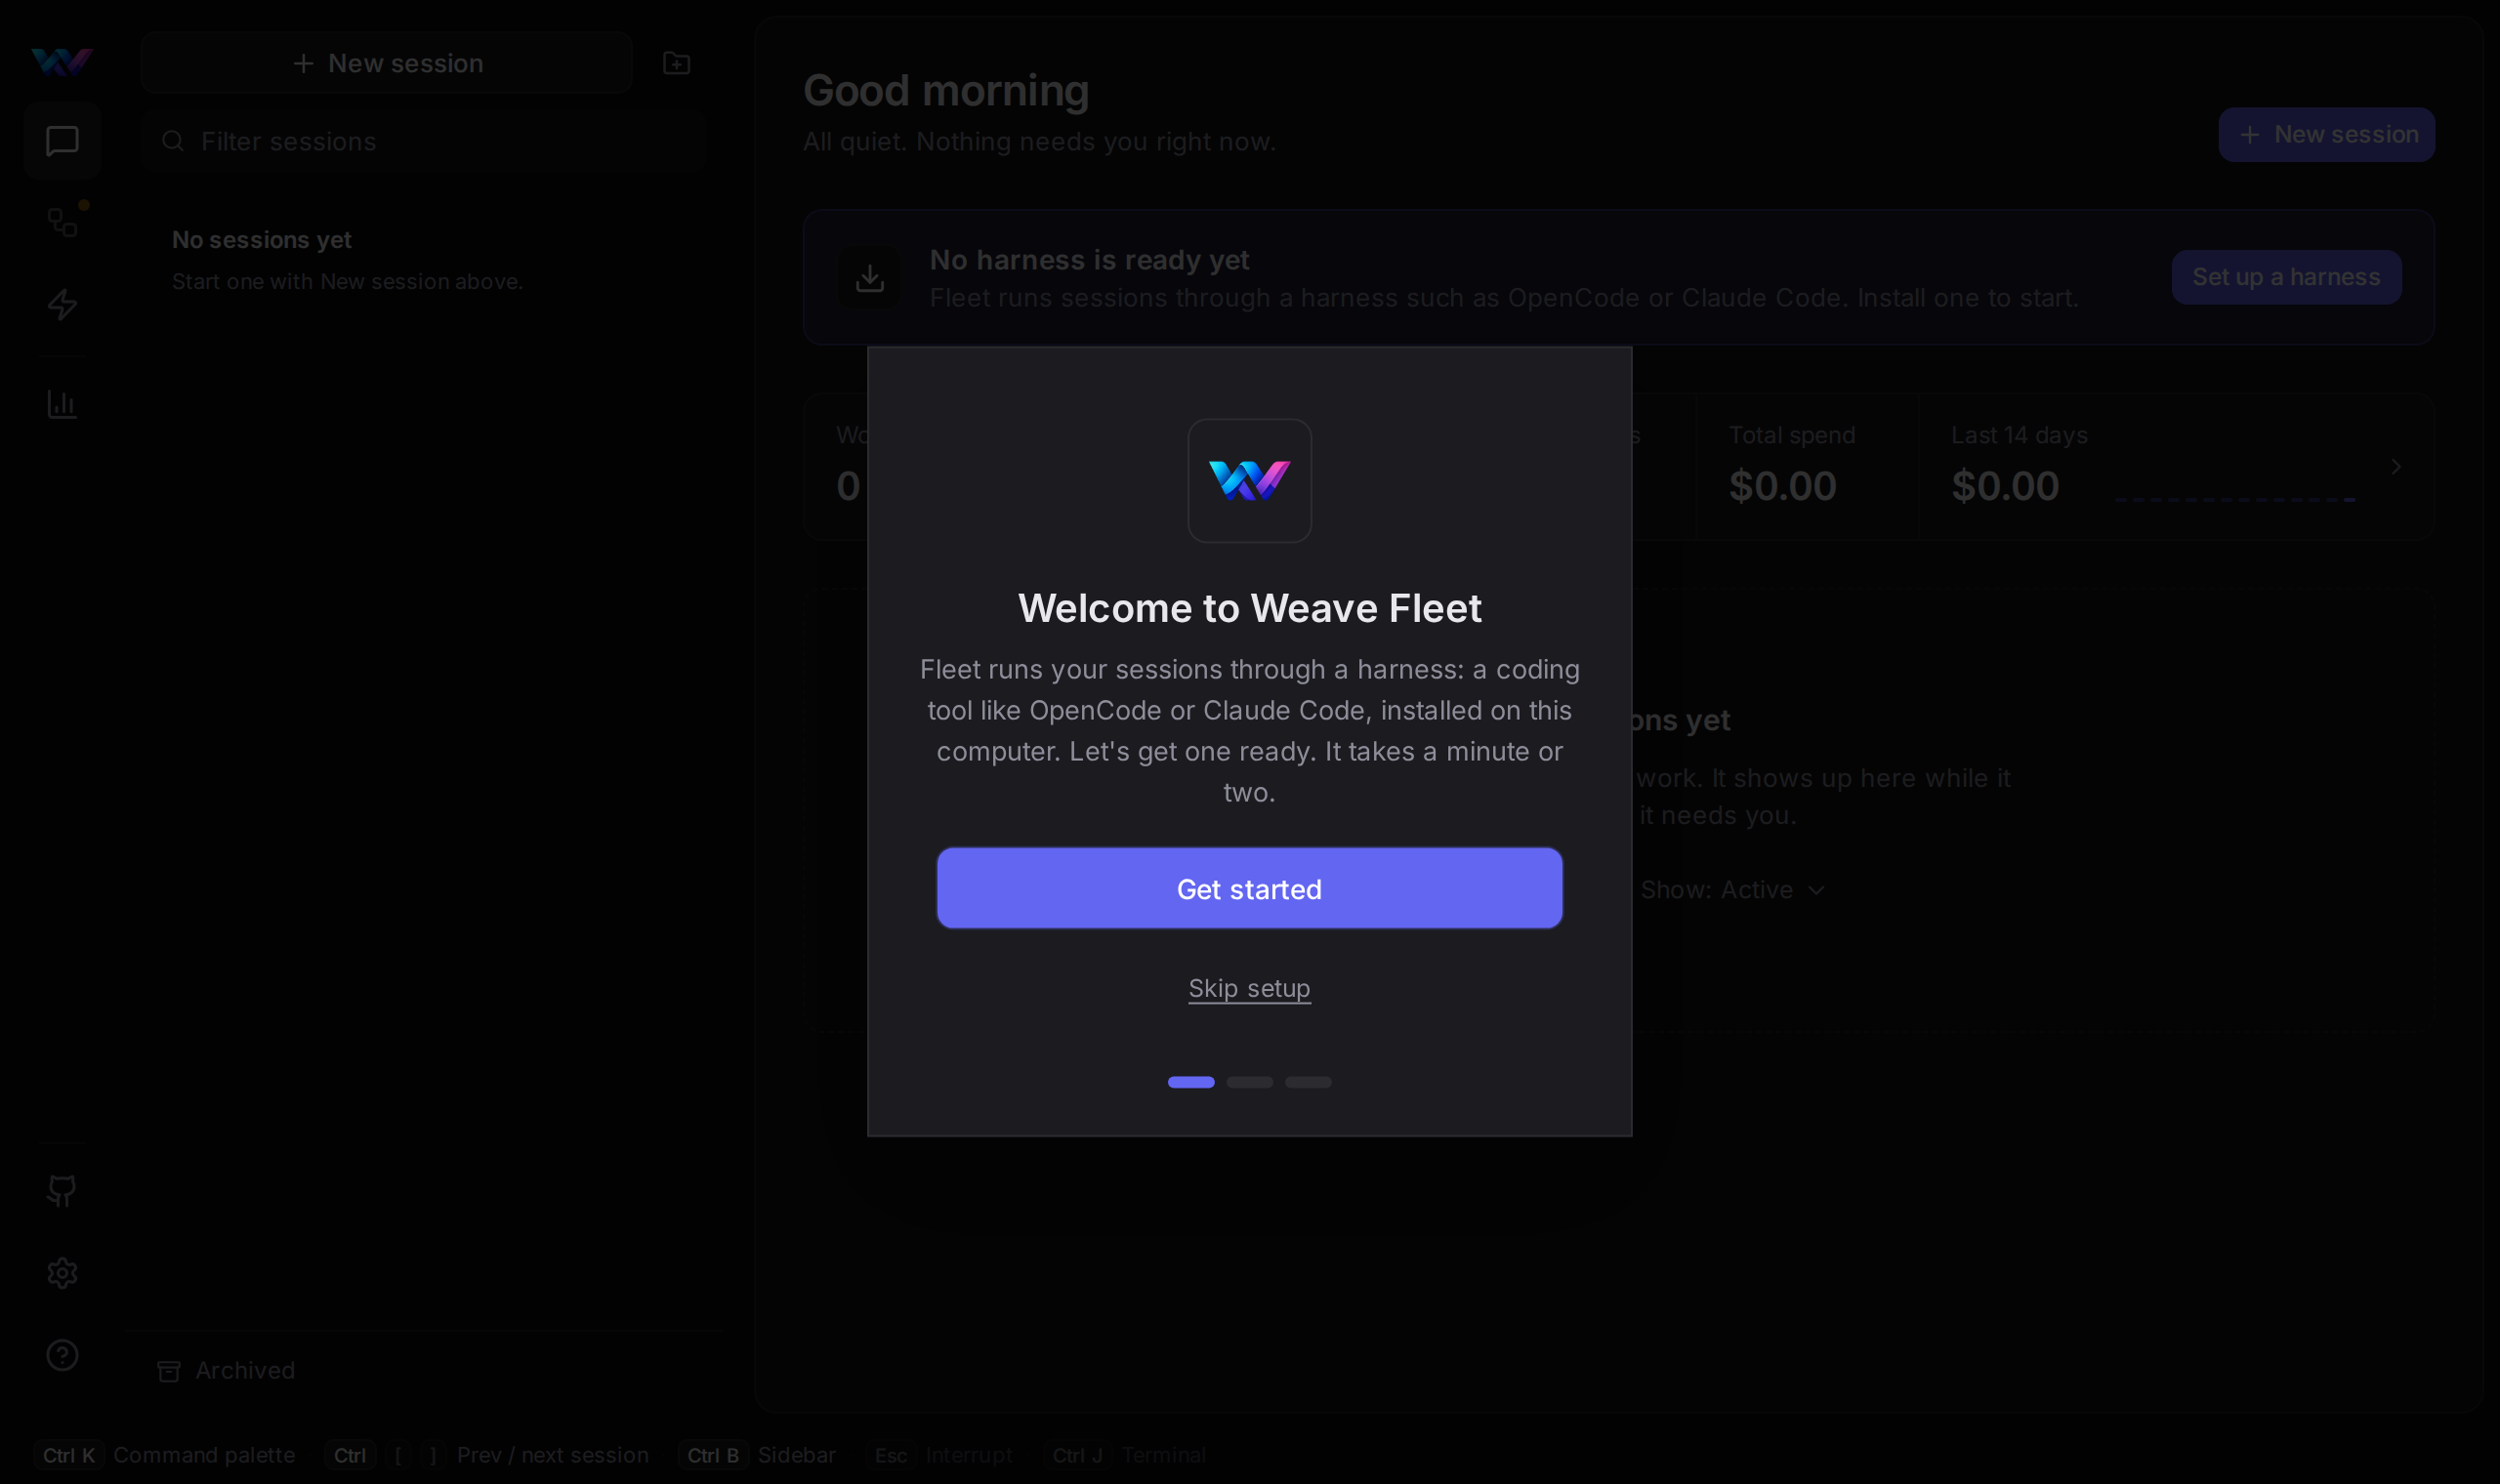 New session
Filter sessions
No sessions yet
Start one with New session above.
Archived
Good morning
All quiet. Nothing needs you right now.
New session
No harness is ready yet
Fleet runs sessions through a harness such as OpenCode or Claude Code. Install one to start.
Set up a harness
0
Total spend
$0.00
Last 14 days
$0.00
Welcome to Weave Fleet
Fleet runs your sessions through a harness: a coding
tool like OpenCode or Claude Code, installed on this
computer. Let's get one ready. It takes a minute or
two.
Get started
Skip setup
yet
work. It shows up here while it
it needs you.
Show: Active
Ctrl K Command palette Ctrl [ ] Prev / next session Ctrl B Sidebar Esc Interrupt Ctrl J Terminal